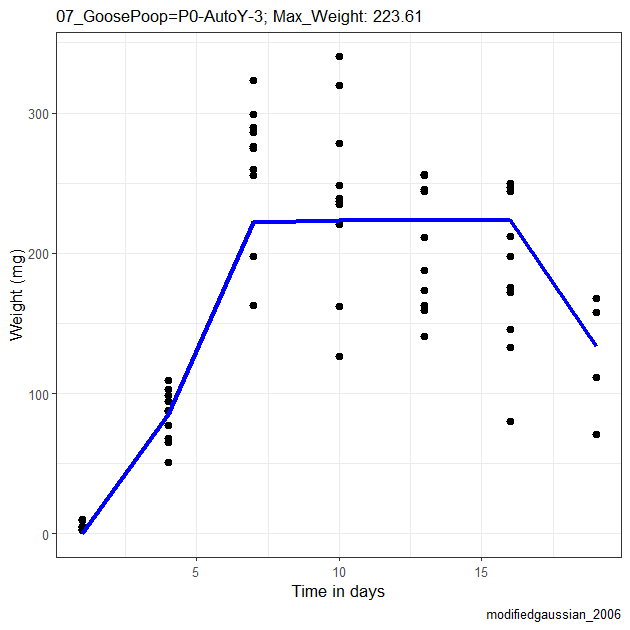 07_GoosePoop=P0-AutoY-3; Max_Weight: 223.61
300
200
100
0
Weight (mg)
5 10 15
Time in days
modifiedgaussian_2006